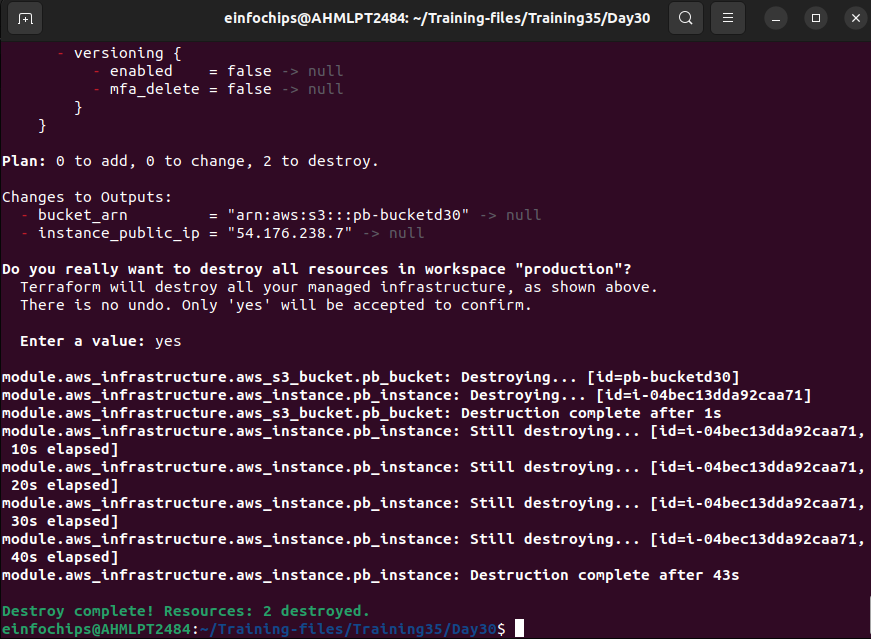 einfochips@AHMLPT2484: ~/Training-files/Training35/Day30
- versioning {
- enabled = false -> null
- mfa_delete = false -> null
}
}
Plan: 0 to add, 0 to change, 2 to destroy.
Changes to Outputs:
- bucket_arn = "arn:aws:s3:::pb-bucketd30" -> null
- instance_public_ip = "54.176.238.7" -> null
Do you really want to destroy all resources in workspace "production"?
Terraform will destroy all your managed infrastructure, as shown above.
There is no undo. Only 'yes' will be accepted to confirm.
Enter a value: yes
module.aws_infrastructure.aws_s3_bucket.pb_bucket: Destroying... [id=pb-bucketd30]
module.aws_infrastructure.aws_instance.pb_instance: Destroying... [id=i-04bec13dda92caa71]
module.aws_infrastructure.aws_s3_bucket.pb_bucket: Destruction complete after 1s
module.aws_infrastructure.aws_instance.pb_instance: Still destroying... [id=i-04bec13dda92caa71,
10s elapsed]
module.aws_infrastructure.aws_instance.pb_instance: Still destroying... [id=i-04bec13dda92caa71,
20s elapsed]
module.aws_infrastructure.aws_instance.pb_instance: Still destroying... [id=i-04bec13dda92caa71,
30s elapsed]
module.aws_infrastructure.aws_instance.pb_instance: Still destroying... [id=i-04bec13dda92caa71,
40s elapsed]
module.aws_infrastructure.aws_instance.pb_instance: Destruction complete after 43s
Destroy complete! Resources: 2 destroyed.
einfochips@AHMLPT2484:~/Training-files/Training35/Day30$